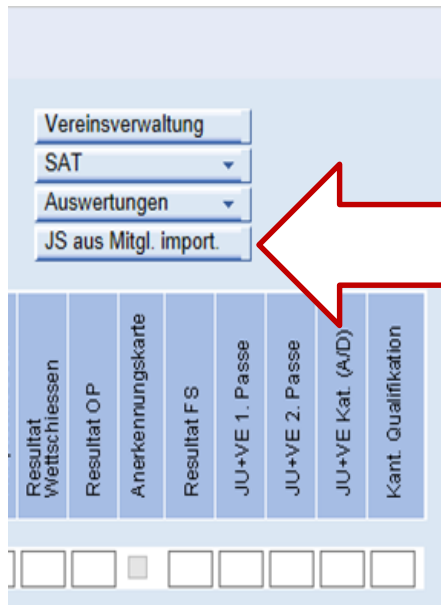 Vereinsverwaltung
SAT
Auswertungen
JS aus Mitgl. import.
Resultat
Wettschiessen
Resultat OP
Anerkennungskarte
Resultat FS
JU+VE 1. Passe
JU+VE 2. Passe
JU+VE Kat. (A/D)
Kant. Qualifikation